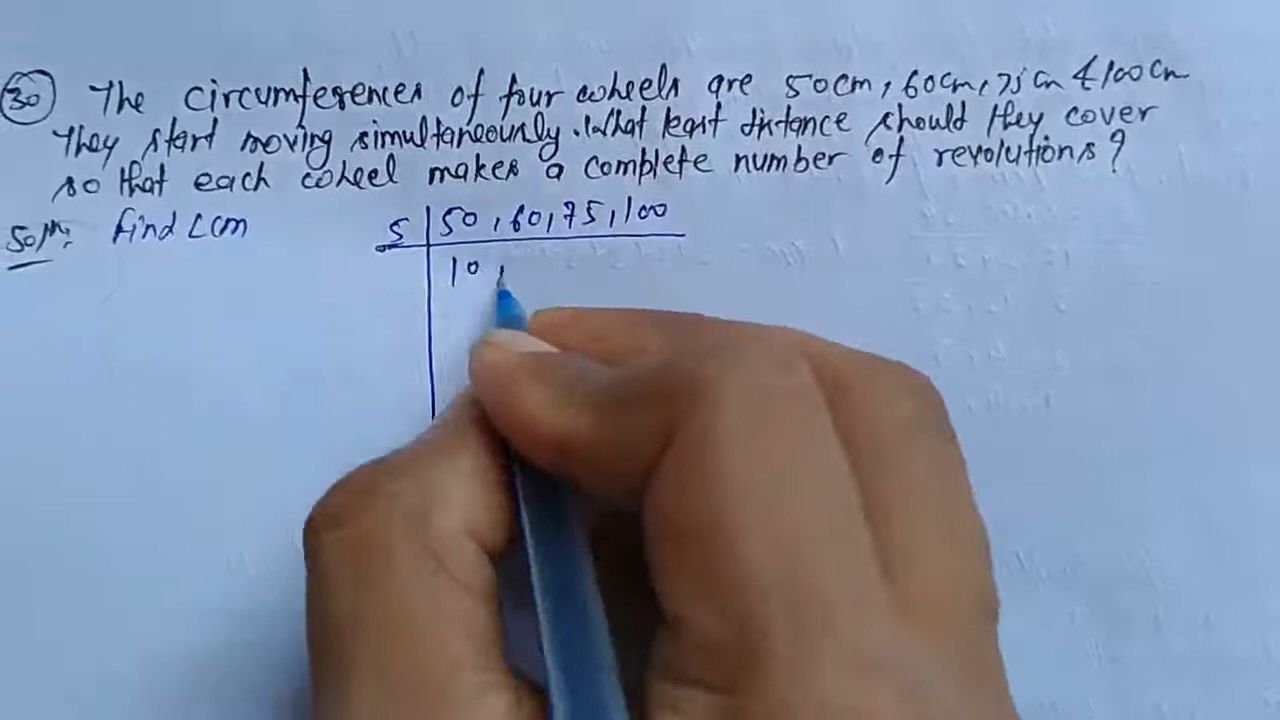 30 The circumferences of four wheels are 50cm, 60cm, 75cm & 100cm
They start moving simultaneously. What least distance should they cover
so that each wheel makes a complete number of revolutions?
Soln: find LCM 5 | 50, 60, 75, 100
10,